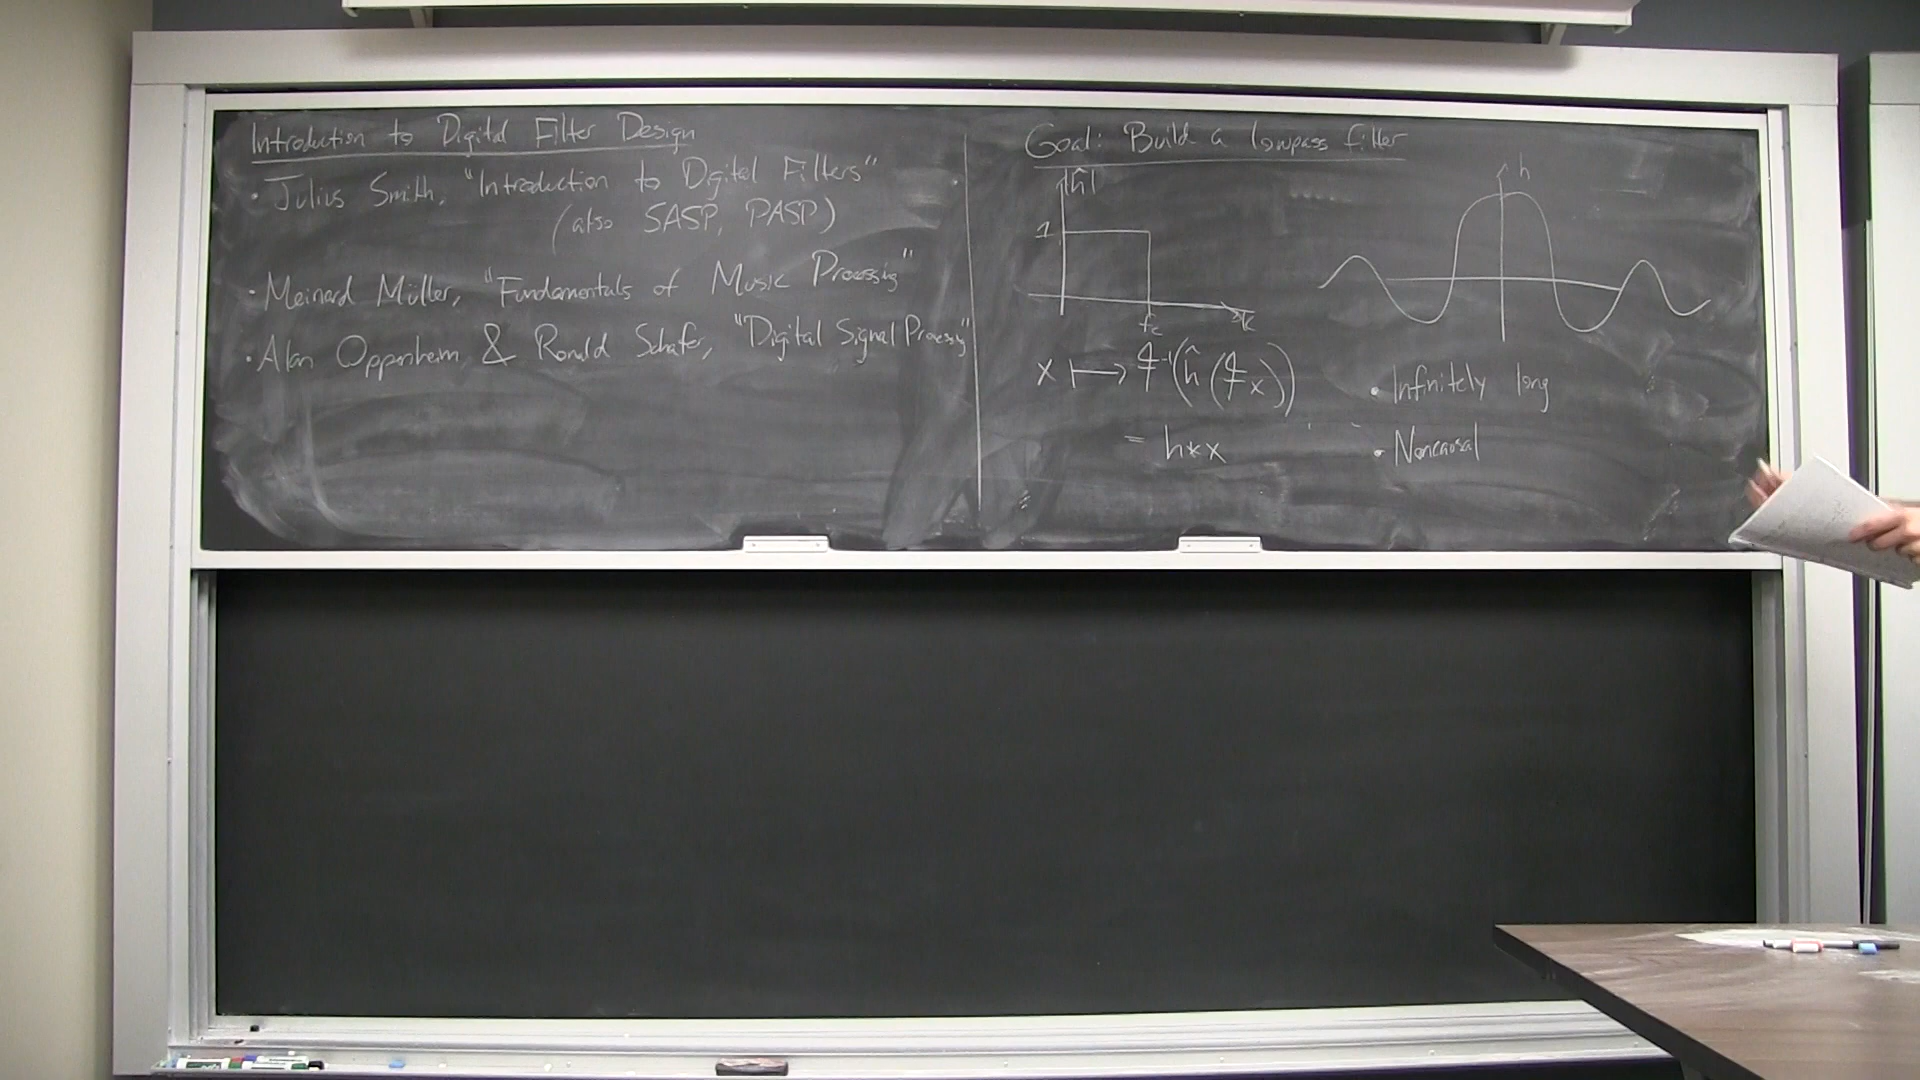 Introduction to Digital Filter Design
• Julius Smith, "Introduction to Digital Filters"
(also SASP, PASP)
• Meinard Müller, "Fundamentals of Music Processing"
• Alan Oppenheim & Ronald Schafer, "Digital Signal Processing"
Goal: Build a lowpass filter
|ĥ|
1
f_c
h
x ⟼ 𝓕⁻¹(ĥ(𝓕x))
= h*x
• Infinitely long
• Noncausal